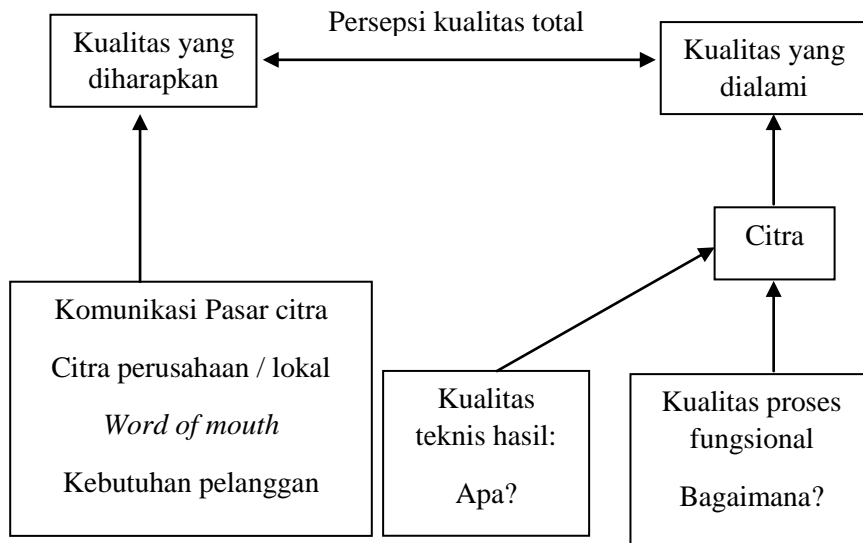 Persepsi kualitas total
Kualitas yang
diharapkan
Kualitas yang
dialami
Citra
Komunikasi Pasar citra
Citra perusahaan / lokal
Word of mouth
Kebutuhan pelanggan
Kualitas
teknis hasil:
Apa?
Kualitas proses
fungsional
Bagaimana?